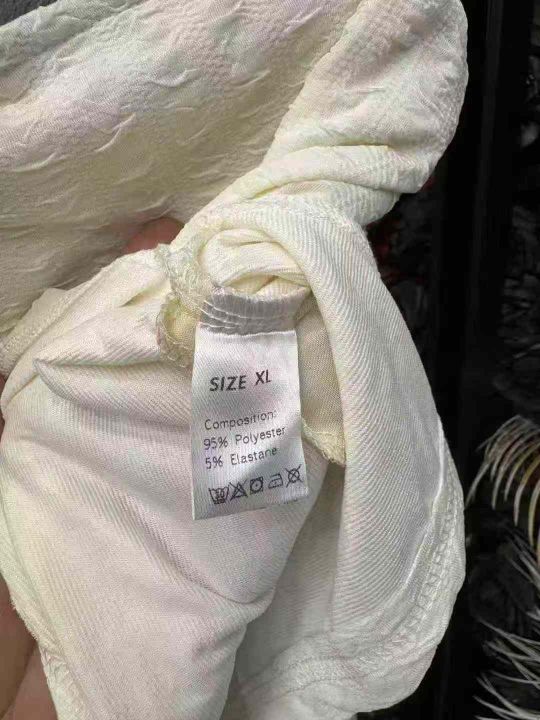 SIZE XL
Composition:
95% Polyester
5% Elastane